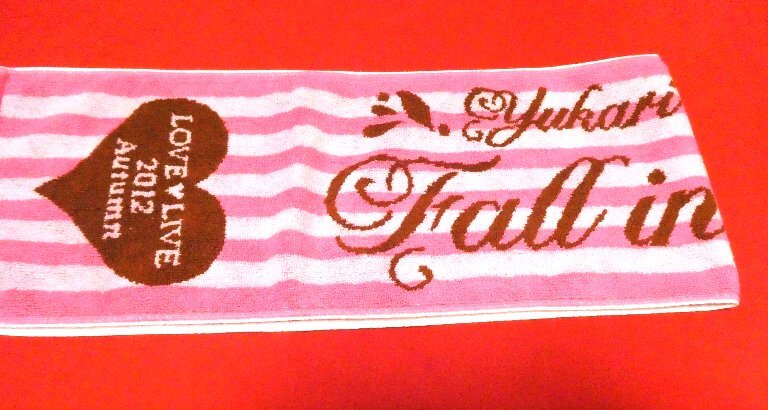 LOVE♥LIVE
2012
Autumn
Yukari
Fall in